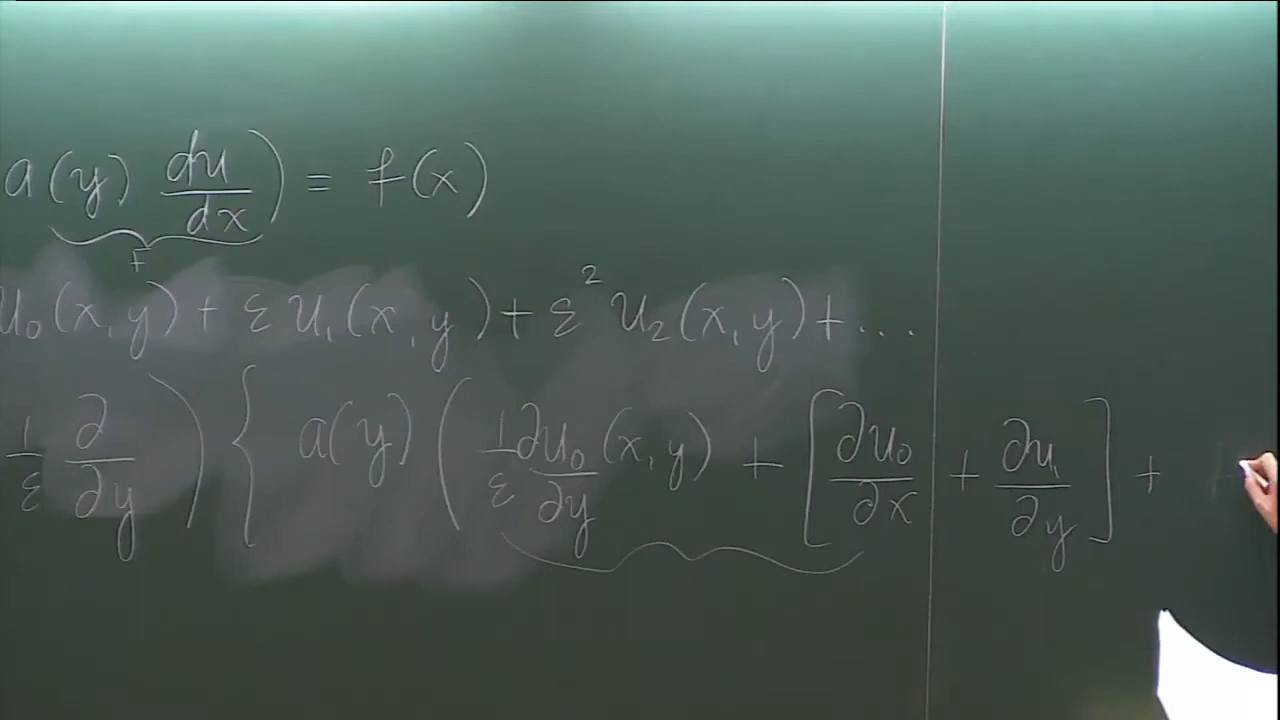 a(y) du/dx) = f(x)
F
u₀(x,y) + ε u₁(x,y) + ε² u₂(x,y) + ...
1/ε ∂/∂y) { a(y) ( 1/ε ∂u₀/∂y (x,y) + [ ∂u₀/∂x + ∂u₁/∂y ] +